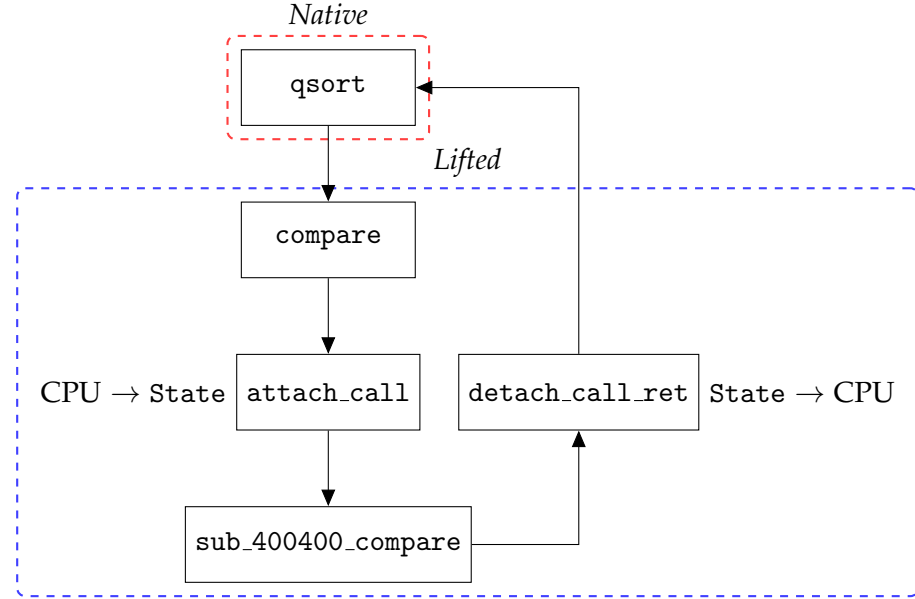 Native
qsort
Lifted
compare
CPU → State
attach_call
detach_call_ret
State → CPU
sub_400400_compare